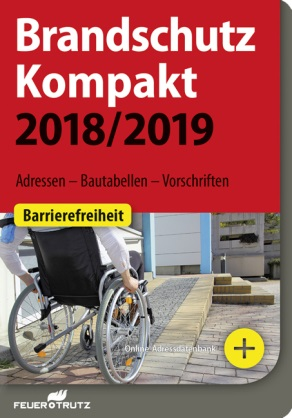 Brandschutz
Kompakt
2018/2019
Adressen – Bautabellen – Vorschriften
Barrierefreiheit
Online-Adressdatenbank
+
FEUERTRUTZ